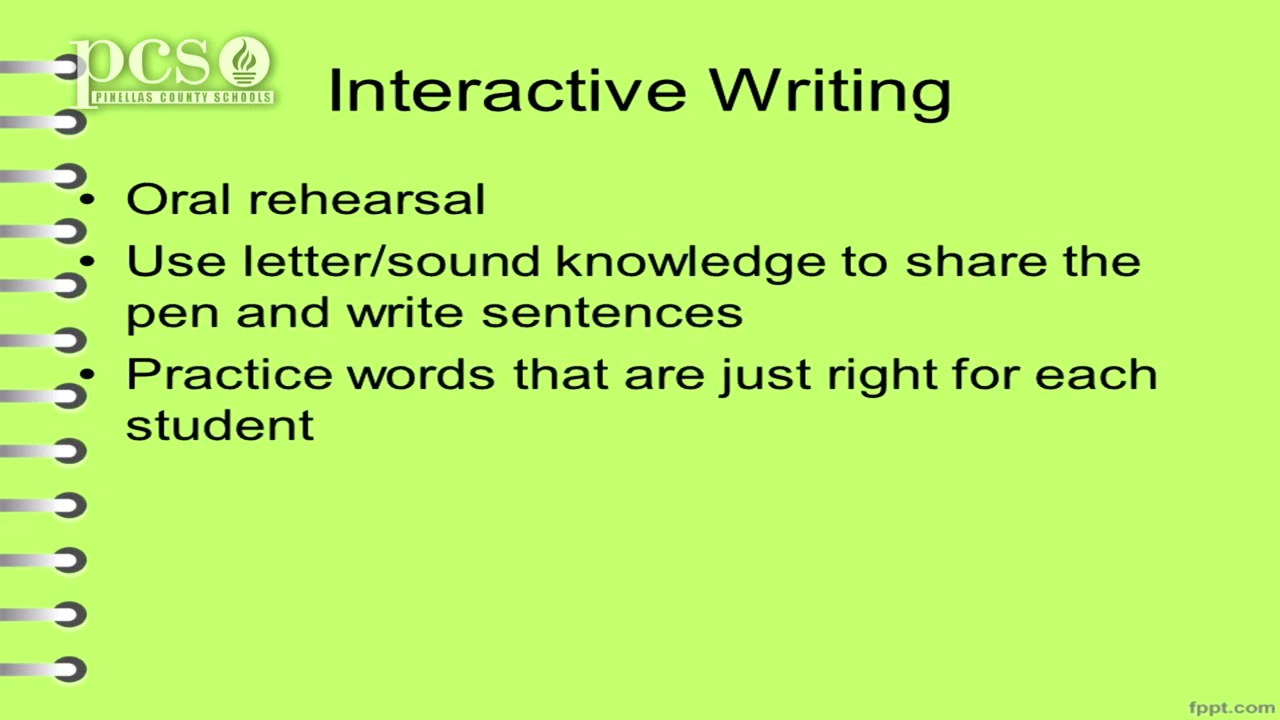 pcs
PINELLAS COUNTY SCHOOLS
Interactive Writing
• Oral rehearsal
• Use letter/sound knowledge to share the
pen and write sentences
• Practice words that are just right for each
student
fppt.com